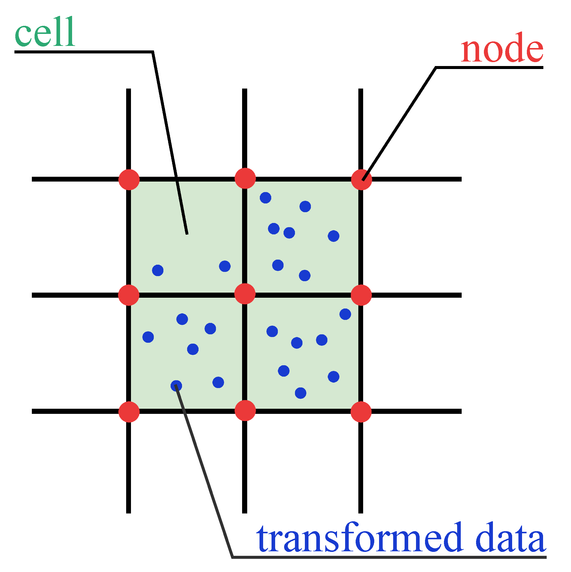 cell
node
transformed data